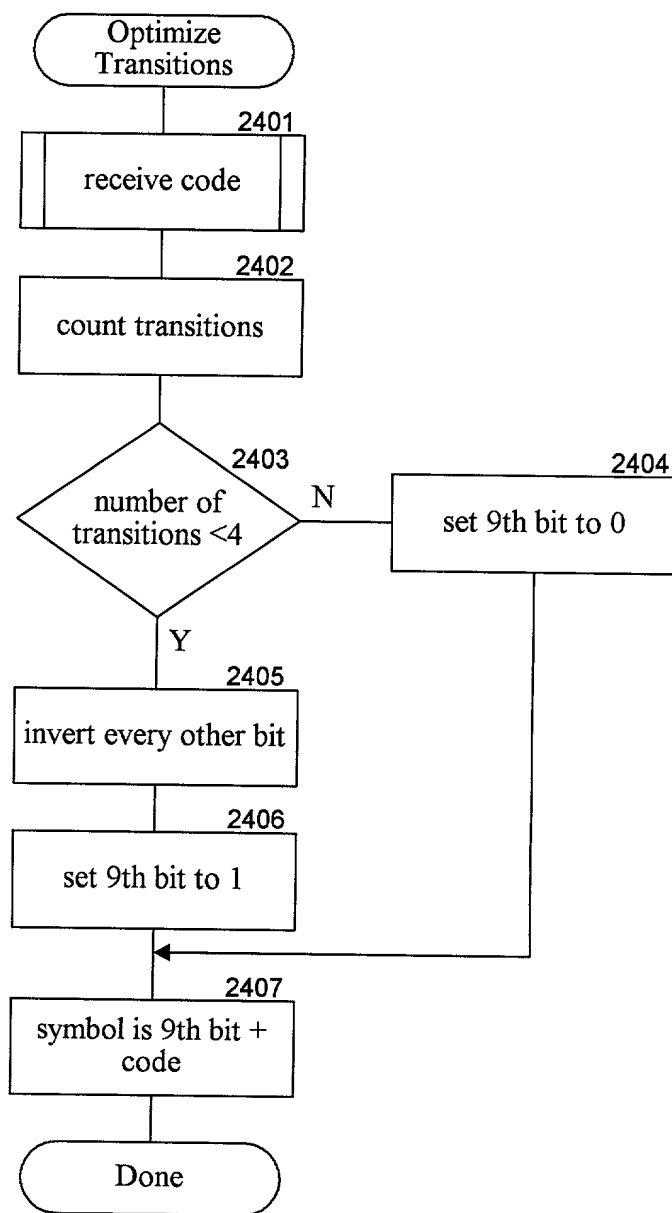 Optimize
Transitions
2401
receive code
2402
count transitions
2403
number of
transitions <4
N
2404
set 9th bit to 0
Y
2405
invert every other bit
2406
set 9th bit to 1
2407
symbol is 9th bit +
code
Done